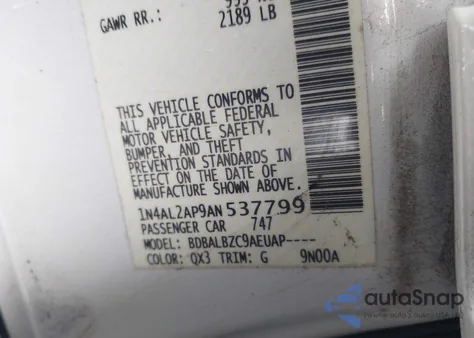 GAWR RR.:
2189 LB
THIS VEHICLE CONFORMS TO
ALL APPLICABLE FEDERAL
MOTOR VEHICLE SAFETY,
BUMPER, AND THEFT
PREVENTION STANDARDS IN
EFFECT ON THE DATE OF
MANUFACTURE SHOWN ABOVE.
1N4AL2AP9AN537799
PASSENGER CAR 747
MODEL: BDBALBZC9AEUAP----
COLOR: QX3 TRIM: G 9N00A
autoSnap